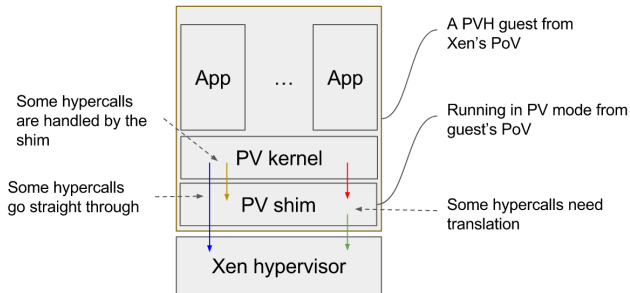 A PVH guest from
Xen's PoV
App
...
App
Some hypercalls
are handled by the
shim
Running in PV mode from
guest's PoV
PV kernel
Some hypercalls
go straight through
PV shim
Some hypercalls need
translation
Xen hypervisor